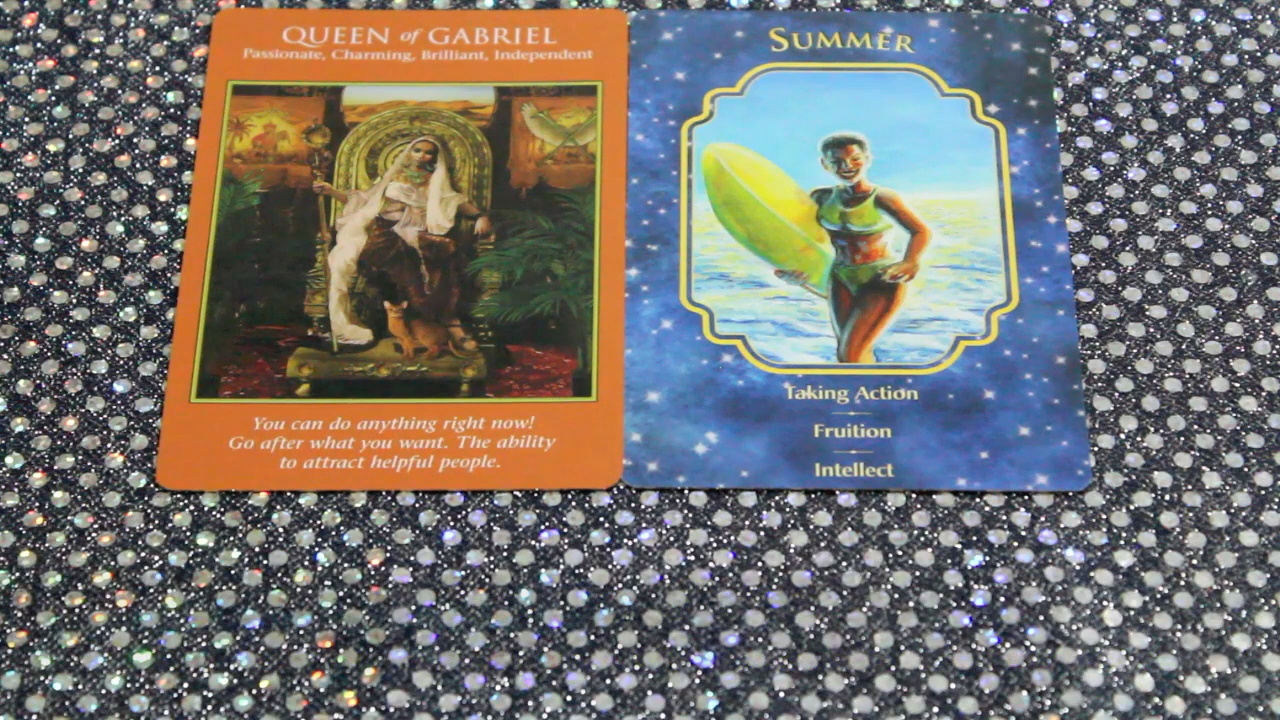 QUEEN of GABRIEL
Passionate, Charming, Brilliant, Independent
You can do anything right now!
Go after what you want. The ability
to attract helpful people.
SUMMER
Taking Action
Fruition
Intellect